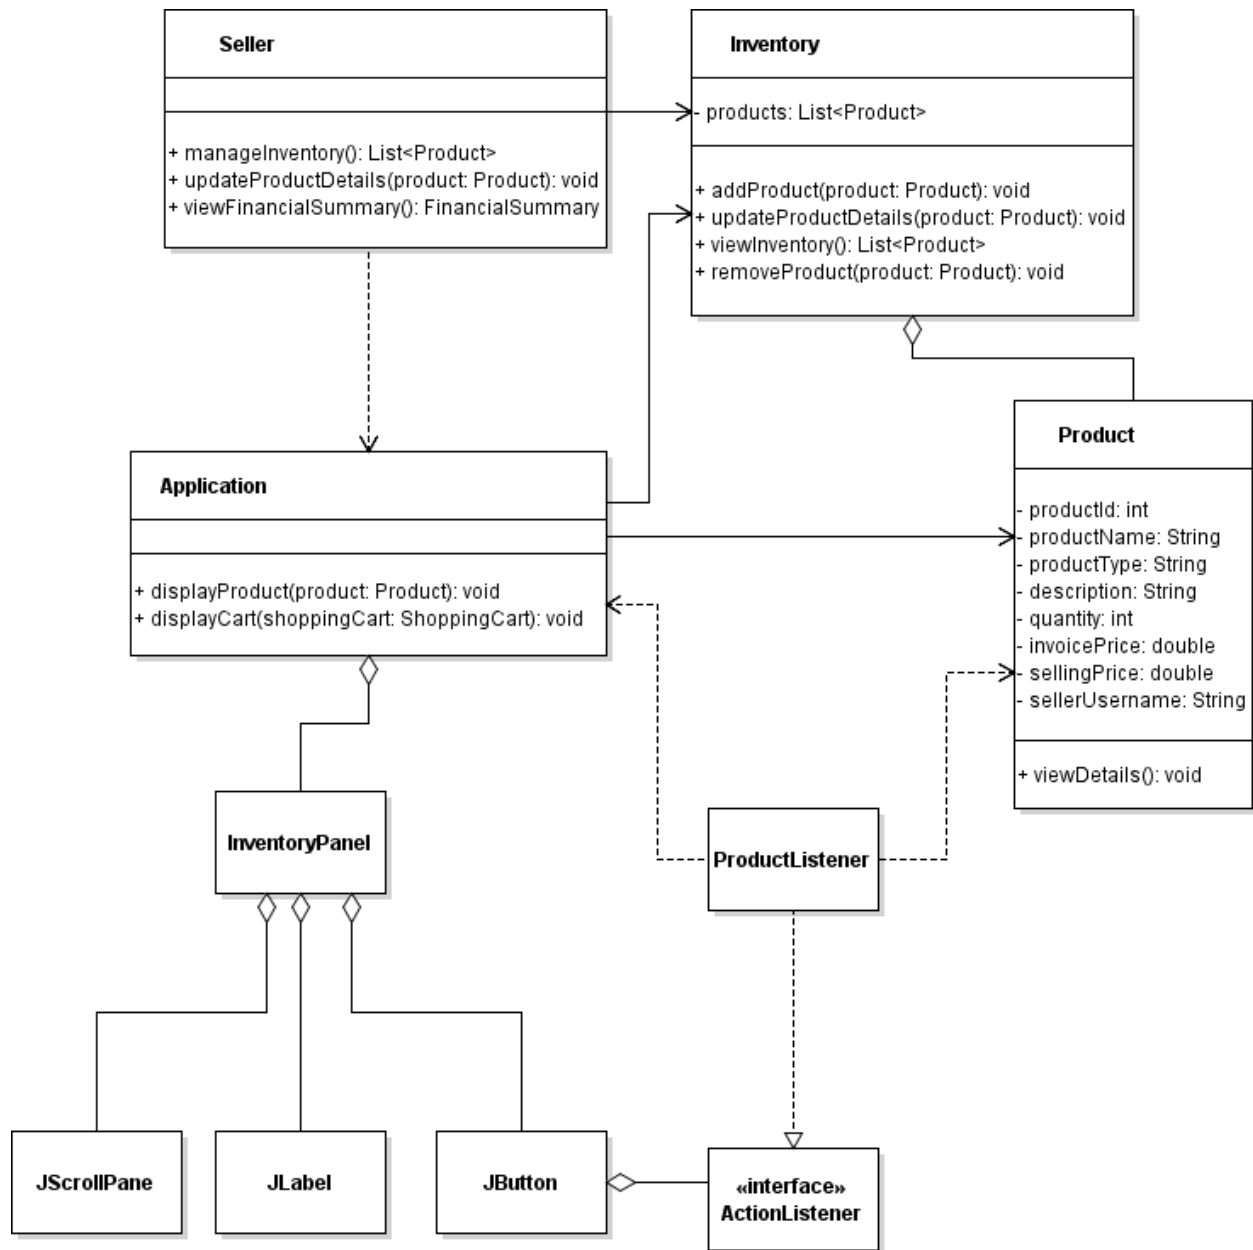 Seller
+ manageInventory(): List<Product>
+ updateProductDetails(product: Product): void
+ viewFinancialSummary(): FinancialSummary
Inventory
- products: List<Product>
+ addProduct(product: Product): void
+ updateProductDetails(product: Product): void
+ viewInventory(): List<Product>
+ removeProduct(product: Product): void
Application
+ displayProduct(product: Product): void
+ displayCart(shoppingCart: ShoppingCart): void
Product
- productId: int
- productName: String
- productType: String
- description: String
- quantity: int
- invoicePrice: double
- sellingPrice: double
- sellerUsername: String
+ viewDetails(): void
InventoryPanel
ProductListener
JScrollPane
JLabel
JButton
«interface»
ActionListener